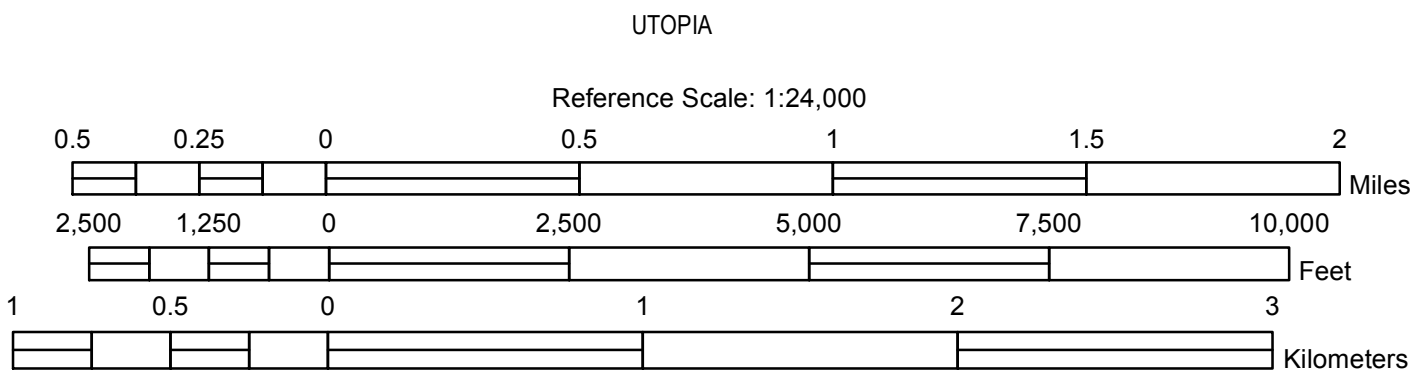 UTOPIA
Reference Scale: 1:24,000
0.5 0.25 0 0.5 1 1.5 2
Miles
2,500 1,250 0 2,500 5,000 7,500 10,000
Feet
1 0.5 0 1 2 3
Kilometers